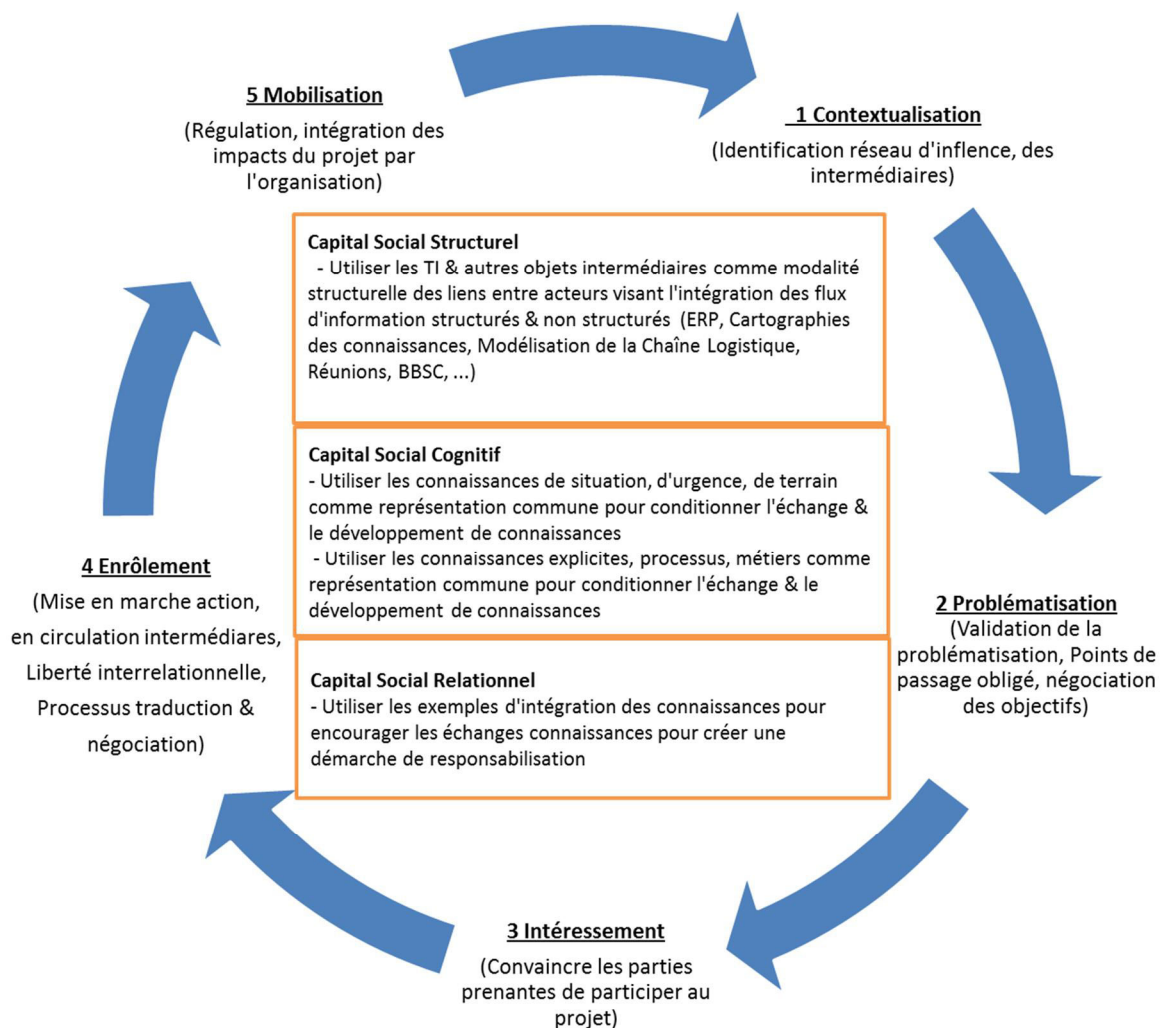 5 Mobilisation
(Régulation, intégration des
impacts du projet par
l'organisation)
1 Contextualisation
(Identification réseau d'inflence, des
intermédiaires)
Capital Social Structurel
- Utiliser les TI & autres objets intermédiaires comme modalité
structurelle des liens entre acteurs visant l'intégration des flux
d'information structurés & non structurés (ERP, Cartographies
des connaissances, Modélisation de la Chaîne Logistique,
Réunions, BBSC, ...)
Capital Social Cognitif
- Utiliser les connaissances de situation, d'urgence, de terrain
comme représentation commune pour conditionner l'échange &
le développement de connaissances
- Utiliser les connaissances explicites, processus, métiers comme
représentation commune pour conditionner l'échange & le
développement de connaissances
Capital Social Relationnel
- Utiliser les exemples d'intégration des connaissances pour
encourager les échanges connaissances pour créer une
démarche de responsabilisation
2 Problématisation
(Validation de la
problématisation, Points de
passage obligé, négociation
des objectifs)
3 Intéressement
(Convaincre les parties
prenantes de participer au
projet)
4 Enrôlement
(Mise en marche action,
en circulation intermédiares,
Liberté interrelationnelle,
Processus traduction &
négociation)